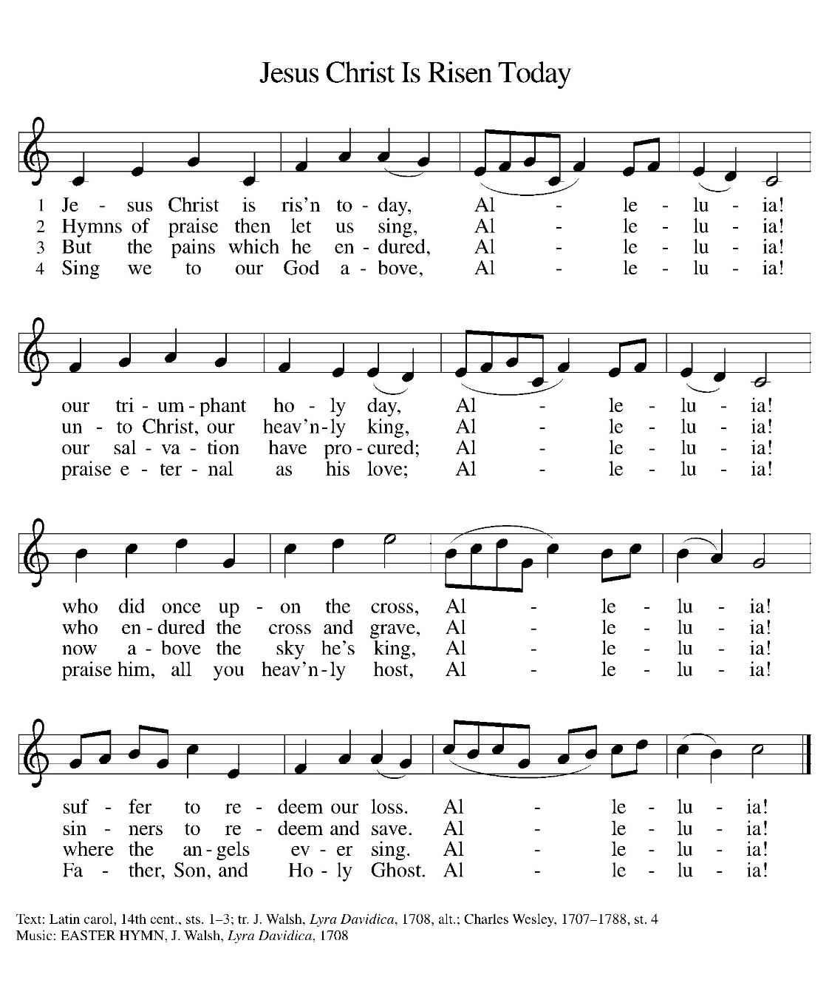 Jesus Christ Is Risen Today
1 Je - sus Christ is ris’n to - day, Al - le - lu - ia!
2 Hymns of praise then let us sing, Al - le - lu - ia!
3 But the pains which he en - dured, Al - le - lu - ia!
4 Sing we to our God a - bove, Al - le - lu - ia!
our tri - um - phant ho - ly day, Al - le - lu - ia!
un - to Christ, our heav’n - ly king, Al - le - lu - ia!
our sal - va - tion have pro - cured; Al - le - lu - ia!
praise e - ter - nal as his love; Al - le - lu - ia!
who did once up - on the cross, Al - le - lu - ia!
who en - dured the cross and grave, Al - le - lu - ia!
now a - bove the sky he’s king, Al - le - lu - ia!
praise him, all you heav’n - ly host, Al - le - lu - ia!
suf - fer to re - deem our loss. Al - le - lu - ia!
sin - ners to re - deem and save. Al - le - lu - ia!
where the an - gels ev - er sing. Al - le - lu - ia!
Fa - ther, Son, and Ho - ly Ghost. Al - le - lu - ia!
Text: Latin carol, 14th cent., sts. 1–3; tr. J. Walsh, Lyra Davidica, 1708, alt.; Charles Wesley, 1707–1788, st. 4
Music: EASTER HYMN, J. Walsh, Lyra Davidica, 1708